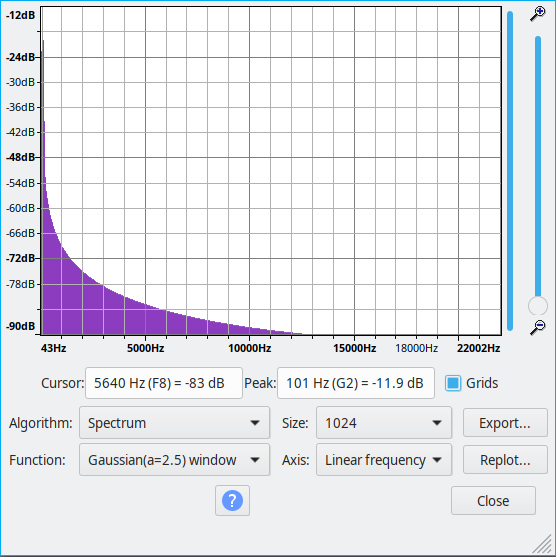 -12dB
-24dB
-30dB
-36dB
-42dB
-48dB
-54dB
-60dB
-66dB
-72dB
-78dB
-90dB
43Hz 5000Hz 10000Hz 15000Hz 18000Hz 22002Hz
Cursor: 5640 Hz (F8) = -83 dB Peak: 101 Hz (G2) = -11.9 dB Grids
Algorithm: Spectrum Size: 1024 Export...
Function: Gaussian(a=2.5) window Axis: Linear frequency Replot...
? Close